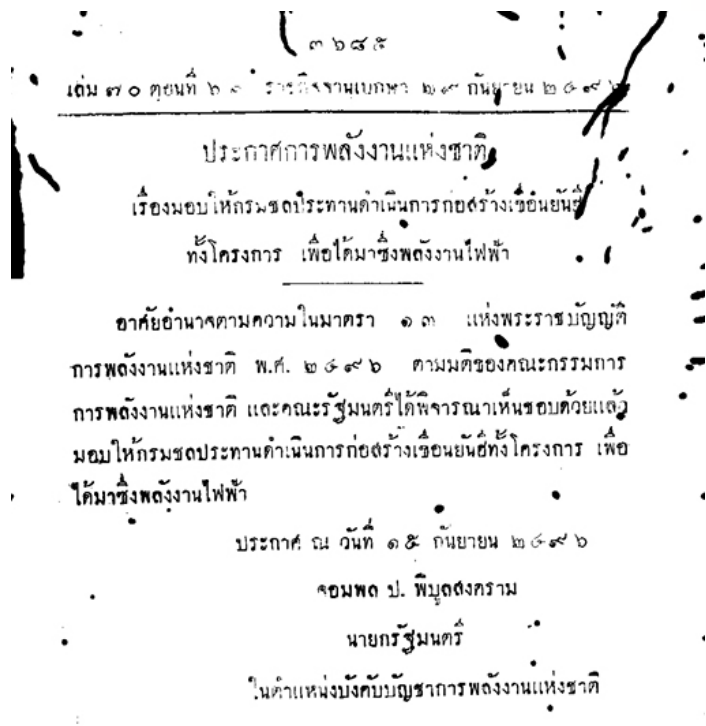 ๓๖๘๕
เล่ม ๗๐ ตอนที่ ราชกิจจานุเบกษา ๒๙ กันยายน ๒๔๙๖
ประกาศการพลังงานแห่งชาติ
เรื่องมอบให้กรมชลประทานดำเนินการก่อสร้างเขื่อนยันฮี
ทั้งโครงการ เพื่อได้มาซึ่งพลังงานไฟฟ้า
อาศัยอำนาจตามความในมาตรา ๑๓ แห่งพระราชบัญญัติ
การพลังงานแห่งชาติ พ.ศ. ๒๔๙๖ ตามมติของคณะกรรมการ
การพลังงานแห่งชาติ และคณะรัฐมนตรีได้พิจารณาเห็นชอบด้วยแล้ว
มอบให้กรมชลประทานดำเนินการก่อสร้างเขื่อนยันฮีทั้งโครงการ เพื่อ
ได้มาซึ่งพลังงานไฟฟ้า
ประกาศ ณ วันที่ ๑๕ กันยายน ๒๔๙๖
จอมพล ป. พิบูลสงคราม
นายกรัฐมนตรี
ในตำแหน่งบังคับบัญชาการพลังงานแห่งชาติ